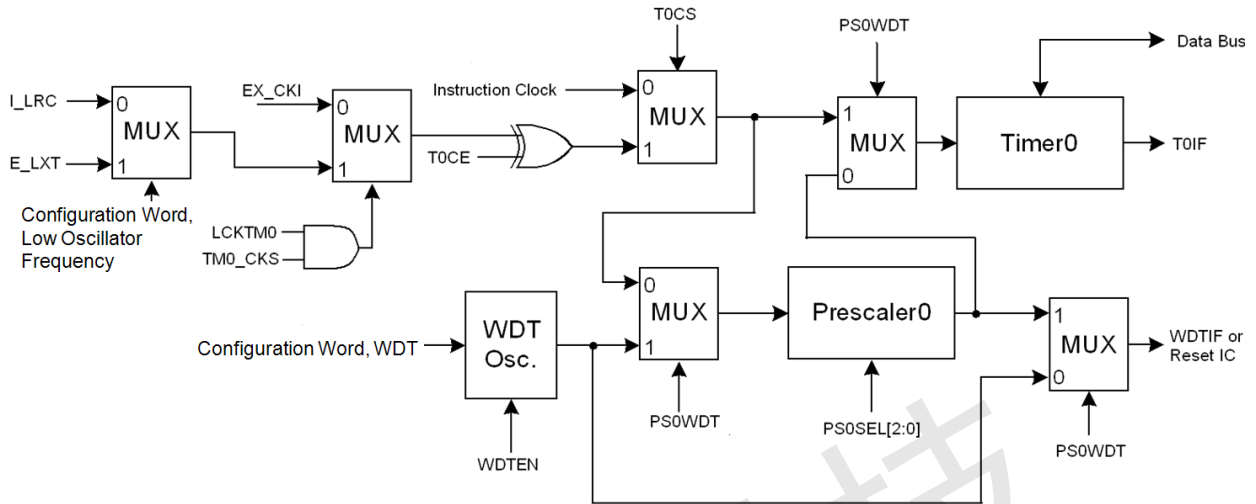 T0CS
PS0WDT
Data Bus
I_LRC
0
MUX
E_LXT
1
Configuration Word,
Low Oscillator
Frequency
EX_CKI
0
MUX
1
LCKTM0
TM0_CKS
T0CE
Instruction Clock
0
MUX
1
1
MUX
0
Timer0
T0IF
Configuration Word, WDT
WDT
Osc.
WDTEN
0
MUX
1
PS0WDT
Prescaler0
PS0SEL[2:0]
1
MUX
0
PS0WDT
WDTIF or
Reset IC